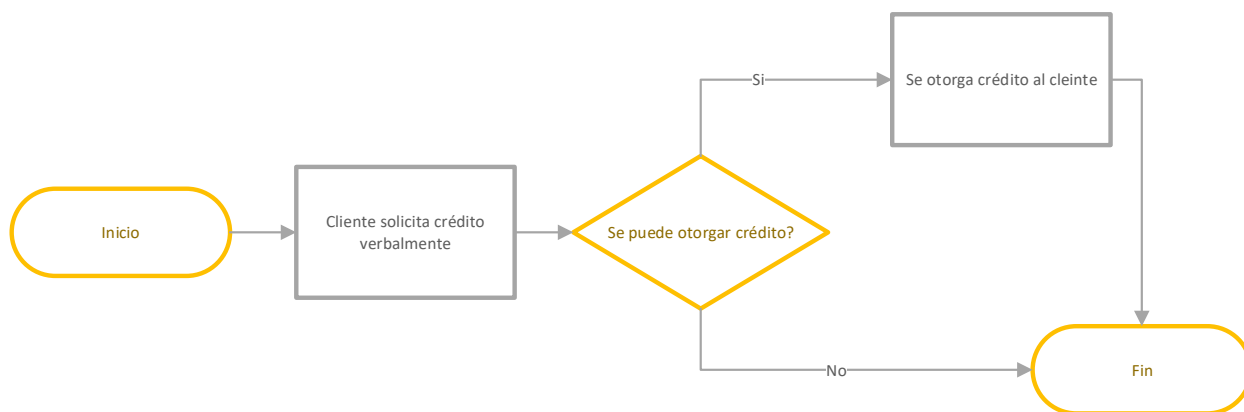 Inicio
Cliente solicita crédito
verbalmente
Se puede otorgar crédito?
Si
Se otorga crédito al cleinte
No
Fin